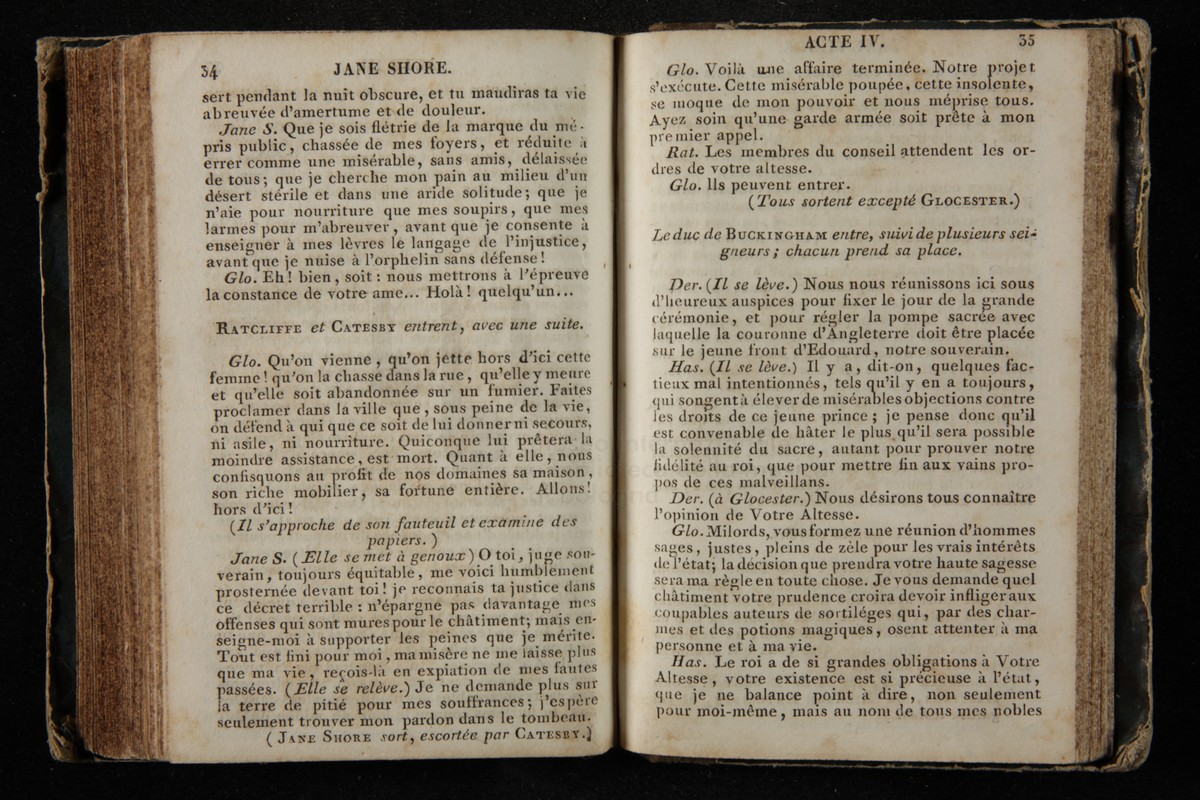 34 JANE SHORE.
sert pendant la nuit obscure, et tu maudiras ta vie
abreuvée d'amertume et de douleur.
Jane S. Que je sois flétrie de la marque du mé-
pris public, chassée de mes foyers, et réduite à
errer comme une misérable, sans amis, délaissée
de tous; que je cherche mon pain au milieu d'un
désert stérile et dans une aride solitude; que je
n'aie pour nourriture que mes soupirs, que mes
larmes pour m'abreuver, avant que je consente à
enseigner à mes lèvres le langage de l'injustice,
avant que je nuise à l'orphelin sans défense!
Glo. Eh! bien, soit: nous mettrons à l'épreuve
la constance de votre ame... Holà! quelqu'un...
RATCLIFFE et CATESBY entrent, avec une suite.
Glo. Qu'on vienne, qu'on jette hors d'ici cette
femme! qu'on la chasse dans la rue, qu'elle y meure
et qu'elle soit abandonnée sur un fumier. Faites
proclamer dans la ville que, sous peine de la vie,
on défend à qui que ce soit de lui donner ni secours,
ni asile, ni nourriture. Quiconque lui prêtera la
moindre assistance, est mort. Quant à elle, nous
confisquons au profit de nos domaines sa maison,
son riche mobilier, sa fortune entière. Allons!
hors d'ici!
(Il s'approche de son fauteuil et examine des
papiers.)
Jane S. (Elle se met à genoux) O toi, juge sou-
verain, toujours équitable, me voici humblement
prosternée devant toi! je reconnais ta justice dans
ce décret terrible: n'épargne pas davantage mes
offenses qui sont mures pour le châtiment; mais en-
seigne-moi à supporter les peines que je mérite.
Tout est fini pour moi, ma misère ne me laisse plus
que ma vie, reçois-là en expiation de mes fautes
passées. (Elle se relève.) Je ne demande plus sur
la terre de pitié pour mes souffrances; j'espère
seulement trouver mon pardon dans le tombeau.
(JANE SHORE sort, escortée par CATESBY.)
ACTE IV. 35
Glo. Voilà une affaire terminée. Notre projet
s'exécute. Cette misérable poupée, cette insolente,
se moque de mon pouvoir et nous méprise tous.
Ayez soin qu'une garde armée soit prête à mon
premier appel.
Rat. Les membres du conseil attendent les or-
dres de votre altesse.
Glo. Ils peuvent entrer.
(Tous sortent excepté GLOCESTER.)
Le duc de BUCKINGHAM entre, suivi de plusieurs sei-
gneurs; chacun prend sa place.
Der. (Il se lève.) Nous nous réunissons ici sous
d'heureux auspices pour fixer le jour de la grande
cérémonie, et pour régler la pompe sacrée avec
laquelle la couronne d'Angleterre doit être placée
sur le jeune front d'Edouard, notre souverain.
Has. (Il se lève.) Il y a, dit-on, quelques fac-
tieux mal intentionnés, tels qu'il y en a toujours,
qui songent à élever de misérables objections contre
les droits de ce jeune prince; je pense donc qu'il
est convenable de hâter le plus qu'il sera possible
la solennité du sacre, autant pour prouver notre
fidélité au roi, que pour mettre fin aux vains pro-
pos de ces malveillans.
Der. (à Glocester.) Nous désirons tous connaître
l'opinion de Votre Altesse.
Glo. Milords, vous formez une réunion d'hommes
sages, justes, pleins de zèle pour les vrais intérêts
de l'état; la décision que prendra votre haute sagesse
sera ma règle en toute chose. Je vous demande quel
châtiment votre prudence croira devoir infliger aux
coupables auteurs de sortiléges qui, par des char-
mes et des potions magiques, osent attenter à ma
personne et à ma vie.
Has. Le roi a de si grandes obligations à Votre
Altesse, votre existence est si précieuse à l'état,
que je ne balance point à dire, non seulement
pour moi-même, mais au nom de tous mes nobles